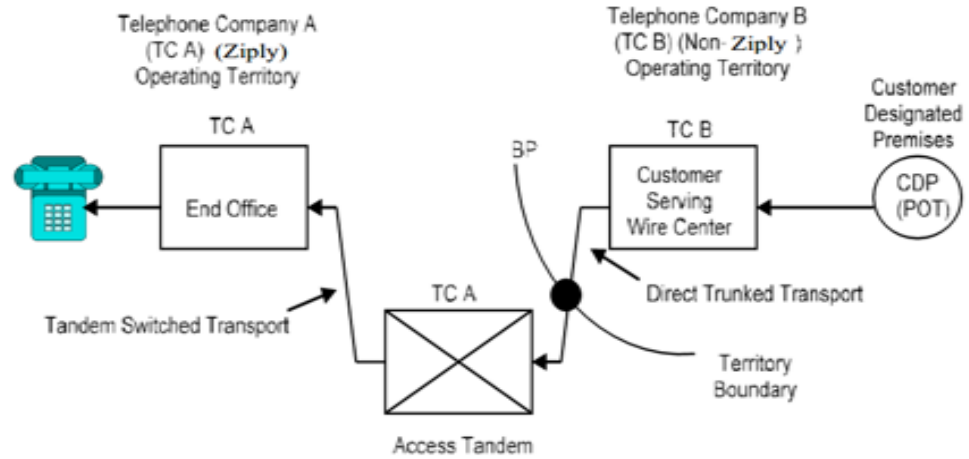 Telephone Company A
(TC A) (Ziply)
Operating Territory
Telephone Company B
(TC B) (Non- Ziply )
Operating Territory
Customer
Designated
Premises
TC A
BP
TC B
End Office
Customer
Serving
Wire Center
CDP
(POT)
TC A
Direct Trunked Transport
Tandem Switched Transport
Territory
Boundary
Access Tandem